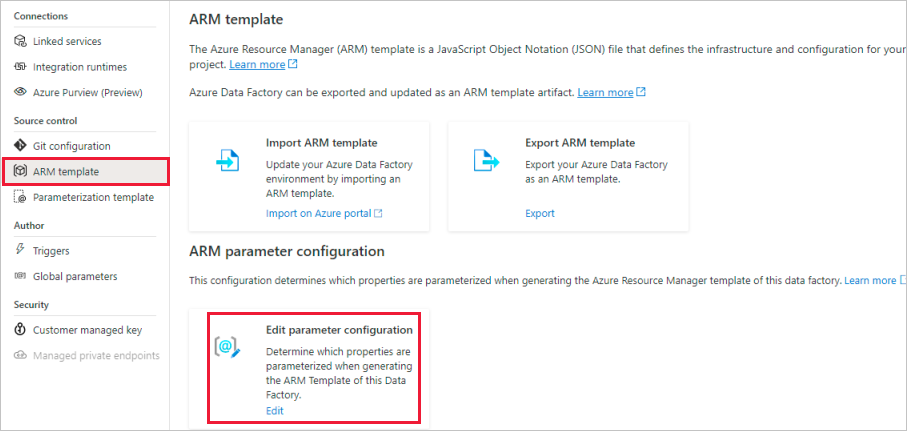 Connections
Linked services
Integration runtimes
Azure Purview (Preview)
Source control
Git configuration
ARM template
Parameterization template
Author
Triggers
Global parameters
Security
Customer managed key
Managed private endpoints
ARM template
The Azure Resource Manager (ARM) template is a JavaScript Object Notation (JSON) file that defines the infrastructure and configuration for your
project. Learn more
Azure Data Factory can be exported and updated as an ARM template artifact. Learn more
Import ARM template
Update your Azure Data Factory
environment by importing an
ARM template.
Import on Azure portal
Export ARM template
Export your Azure Data Factory
as an ARM template.
Export
ARM parameter configuration
This configuration determines which properties are parameterized when generating the Azure Resource Manager template of this data factory. Learn more
Edit parameter configuration
Determine which properties are
parameterized when generating
the ARM Template of this Data
Factory.
Edit